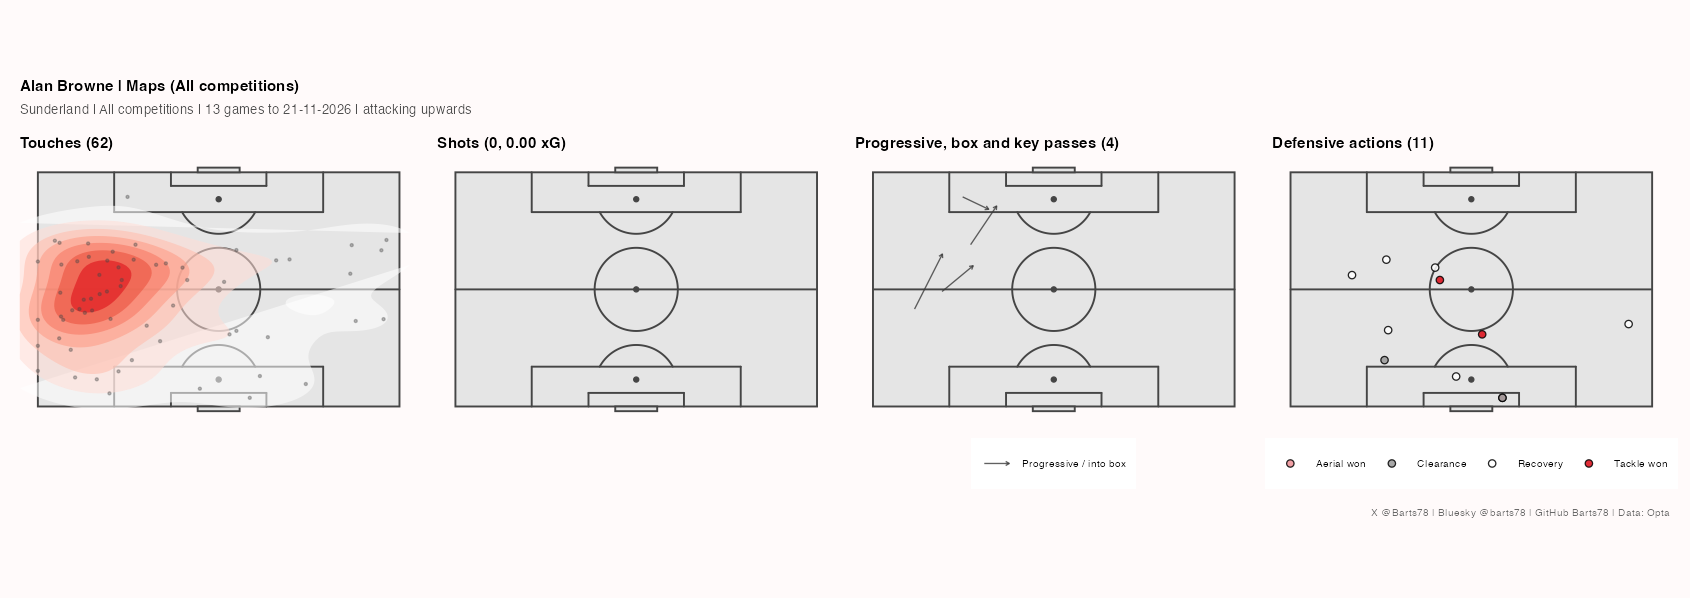 Alan Browne | Maps (All competitions)
Sunderland | All competitions | 13 games to 21-11-2026 | attacking upwards
Touches (62)
Shots (0, 0.00 xG)
Progressive, box and key passes (4)
Defensive actions (11)
Progressive / into box
Aerial won
Clearance
Recovery
Tackle won
X @Barts78 | Bluesky @barts78 | GitHub Barts78 | Data: Opta